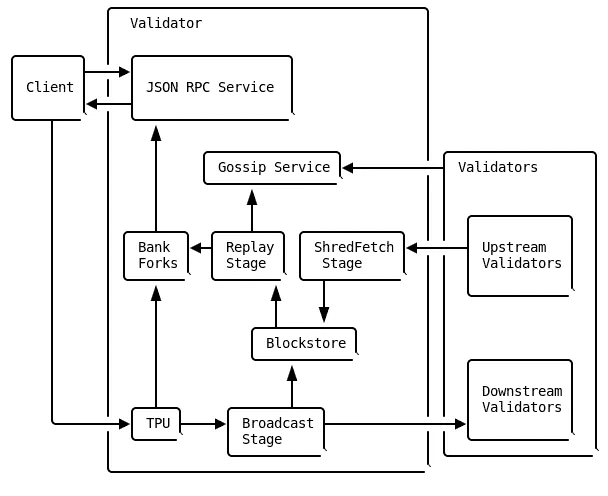 Validator
Client
JSON RPC Service
Gossip Service
Validators
Bank
Forks
Replay
Stage
ShredFetch
Stage
Upstream
Validators
Blockstore
Downstream
Validators
TPU
Broadcast
Stage